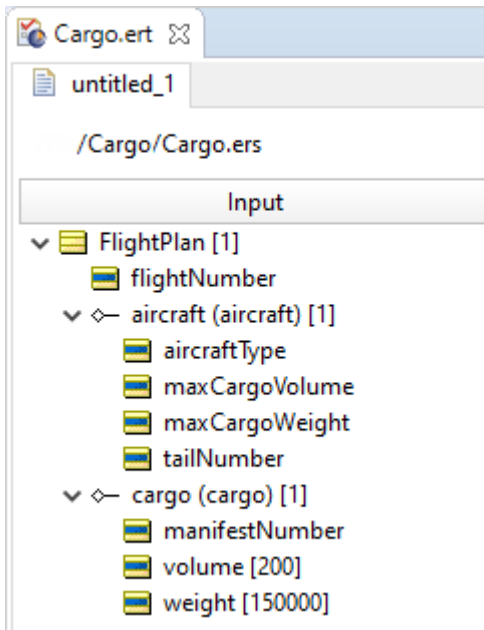 Cargo.ert
untitled_1
/Cargo/Cargo.ers
Input
FlightPlan [1]
flightNumber
aircraft (aircraft) [1]
aircraftType
maxCargoVolume
maxCargoWeight
tailNumber
cargo (cargo) [1]
manifestNumber
volume [200]
weight [150000]